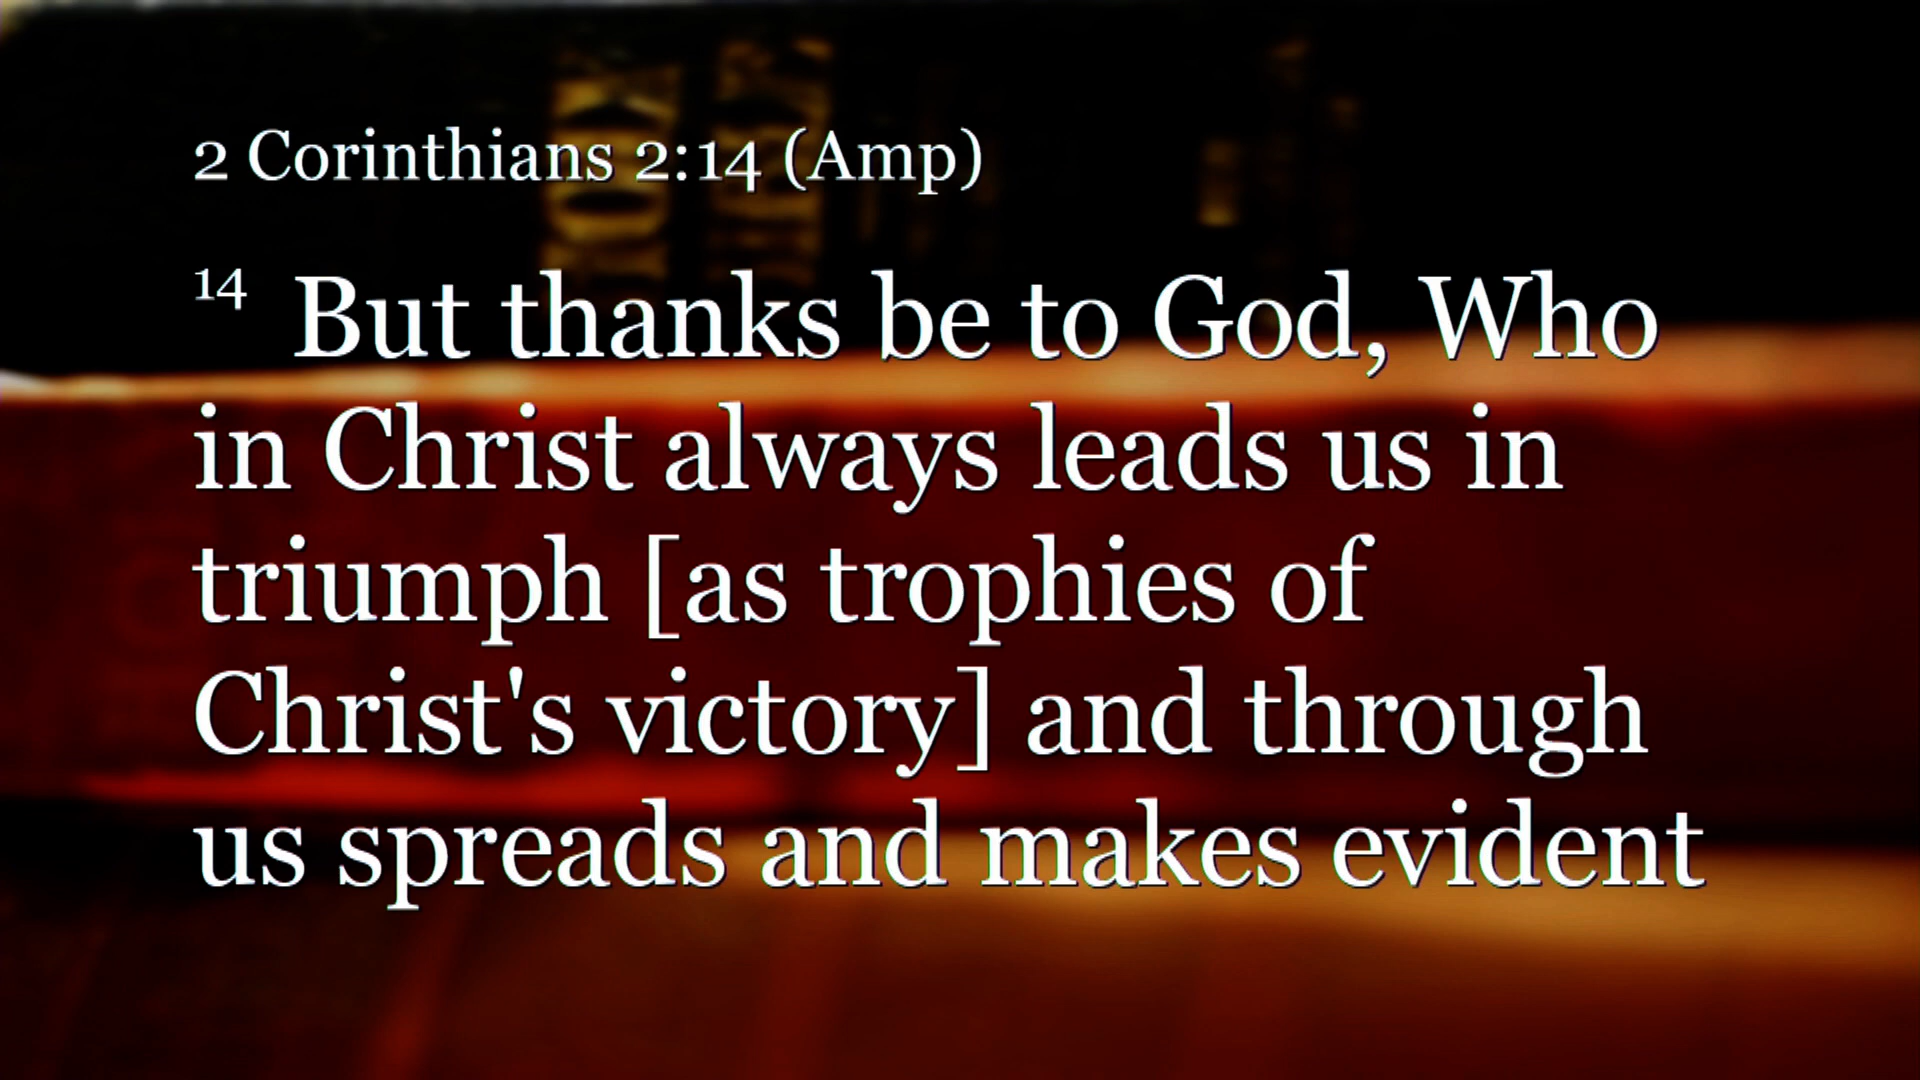 2 Corinthians 2:14 (Amp)
14 But thanks be to God, Who
in Christ always leads us in
triumph [as trophies of
Christ's victory] and through
us spreads and makes evident